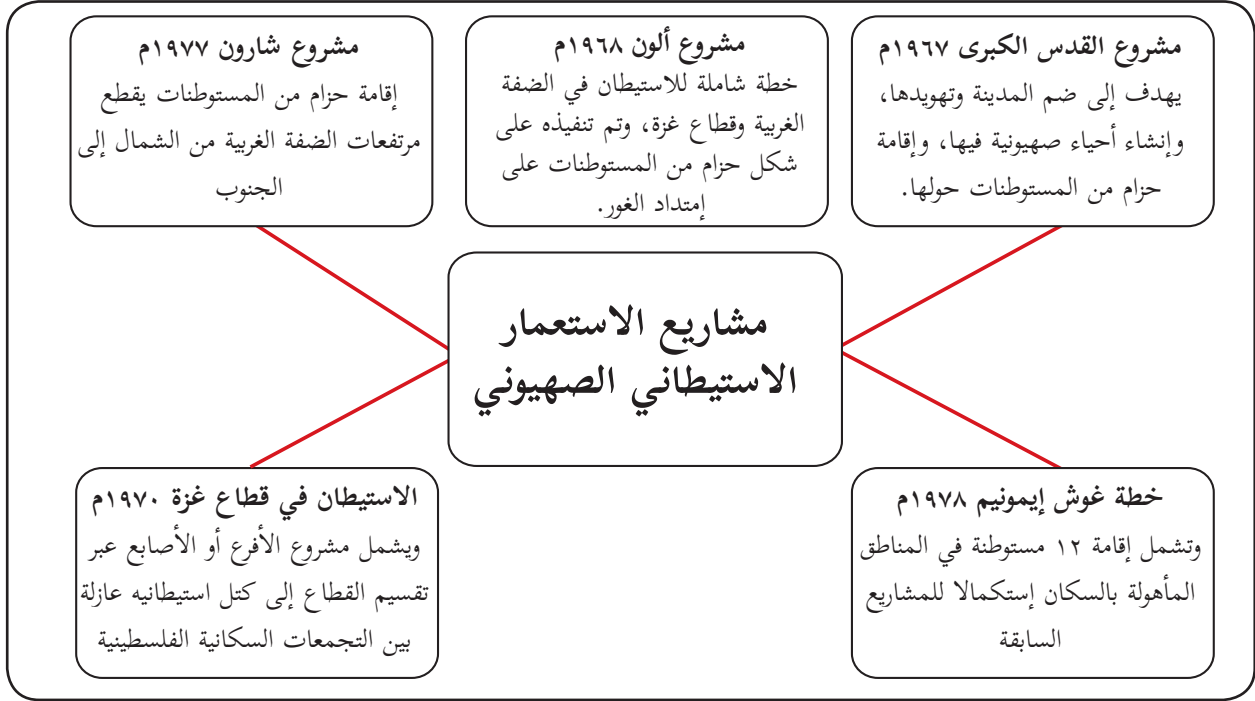 مشروع القدس الكبرى ١٩٦٧م
يهدف إلى ضم المدينة وتهويدها،
وإنشاء أحياء صهيونية فيها، وإقامة
حزام من المستوطنات حولها.
مشروع ألون ١٩٦٨م
خطة شاملة للاستيطان في الضفة
الغربية وقطاع غزة، وتم تنفيذه على
شكل حزام من المستوطنات على
إمتداد الغور.
مشروع شارون ١٩٧٧م
إقامة حزام من المستوطنات يقطع
مرتفعات الضفة الغربية من الشمال إلى
الجنوب
مشاريع الاستعمار
الاستيطاني الصهيوني
خطة غوش إيمونيم ١٩٧٨م
وتشمل إقامة ١٢ مستوطنة في المناطق
المأهولة بالسكان إستكمالا للمشاريع
السابقة
الاستيطان في قطاع غزة ١٩٧٠م
ويشمل مشروع الأفرع أو الأصابع عبر
تقسيم القطاع إلى كتل استيطانيه عازلة
بين التجمعات السكانية الفلسطينية